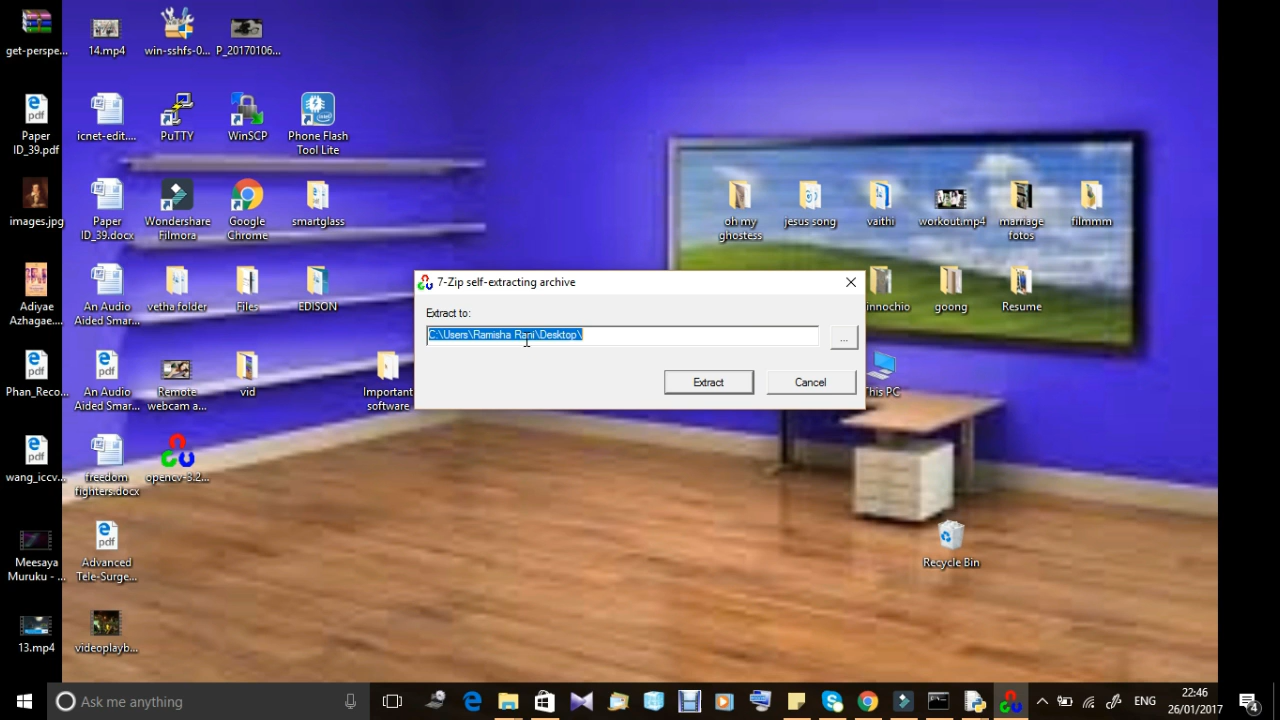 get-perspe...
14.mp4
win-sshfs-0...
P_20170106...
Paper
ID_39.pdf
icnet-edit....
PuTTY
WinSCP
Phone Flash
Tool Lite
images.jpg
Paper
ID_39.docx
Wondershare
Filmora
Google
Chrome
smartglass
oh my
ghostess
jesus song
vaithi
workout.mp4
marriage
fotos
filmmm
Adiyae
Azhagae....
An Audio
Aided Smar...
vetha folder
Files
EDISON
innochio
goong
Resume
7-Zip self-extracting archive
Extract to:
C:\Users\Ramisha Rani\Desktop\
...
Extract
Cancel
Phan_Reco...
An Audio
Aided Smar...
Remote
webcam a...
vid
Important
software
This PC
wang_iccv...
freedom
fighters.docx
opencv-3.2...
Meesaya
Muruku - ...
Advanced
Tele-Surge...
Recycle Bin
13.mp4
videoplayb...
Ask me anything
ENG
22:46
26/01/2017
4